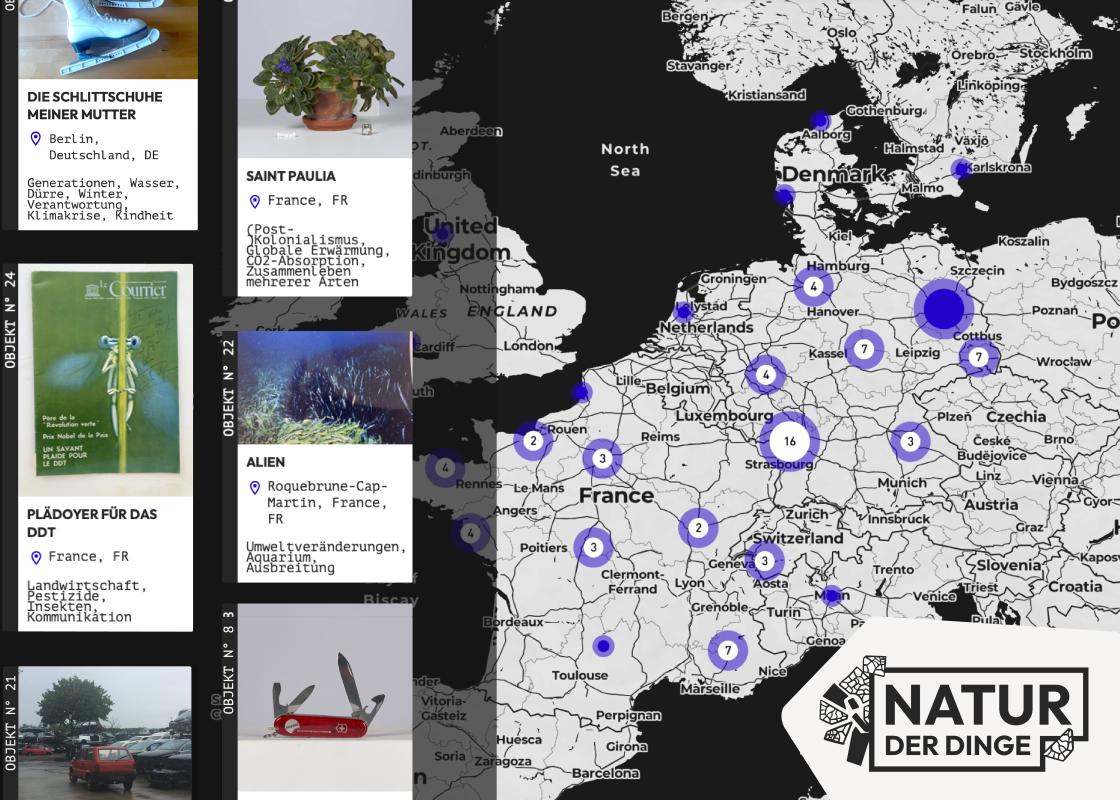 DIE SCHLITTSCHUHE
MEINER MUTTER
Berlin,
Deutschland, DE
Generationen, Wasser,
Dürre, Winter,
Verantwortung,
Klimakrise, Kindheit
OBJEKT N° 24
Le Courrier
Père de la
"Révolution verte"
Prix Nobel de la Paix
UN SAVANT
PLAIDE POUR
LE DDT
PLÄDOYER FÜR DAS
DDT
France, FR
Landwirtschaft,
Pestizide,
Insekten,
Kommunikation
OBJEKT N° 21
SAINT PAULIA
France, FR
(Post-
)Kolonialismus,
Globale Erwärmung,
CO2-Absorption,
Zusammenleben
mehrerer Arten
OBJEKT N° 22
ALIEN
Roquebrune-Cap-
Martin, France,
FR
Umweltveränderungen,
Aquarium,
Ausbreitung
OBJEKT N° 83
Bergen
Falun
Gävle
Oslo
Stavanger
Örebro
Stockholm
Kristiansand
Linköping
Gothenburg
Aberdeen
Aalborg
Växjö
Halmstad
North
Sea
Karlskrona
Denmark
Malmo
United
Kingdom
Kiel
Koszalin
Szczecin
Hamburg
Groningen
4
Bydgoszcz
Nottingham
WALES
ENGLAND
Lelystad
Hanover
Poznań
Po
Netherlands
Cork
Cardiff
London
Kassel
7
Leipzig
Cottbus
7
Wrocław
4
Lille
Belgium
Luxembourg
Plzeň
Czechia
2
Rouen
Reims
16
3
České
Budějovice
Brno
3
Strasbourg
Linz
4
Rennes
Le Mans
Munich
Vienna
France
Angers
Austria
Zurich
Innsbruck
4
2
Graz
Poitiers
3
Switzerland
Geneva
3
Trento
Slovenia
Lyon
Aosta
Clermont-
Ferrand
Triest
Croatia
Biscay
Milan
Venice
Grenoble
Turin
Bordeaux
Pula
Genoa
7
Toulouse
Nice
Marseille
Vitoria-
Gasteiz
Perpignan
Huesca
Girona
Soria
Zaragoza
Barcelona
NATUR
DER DINGE